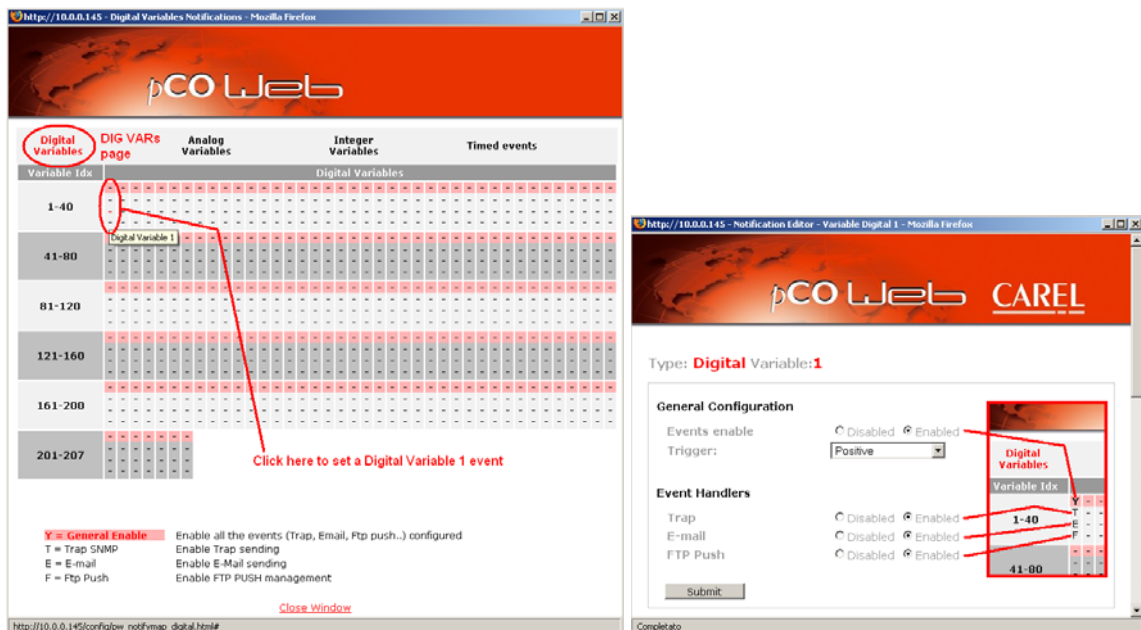 http://10.0.0.145 - Digital Variables Notifications - Mozilla Firefox
pCO Web
Digital Variables
DIG VARs page
Analog Variables
Integer Variables
Timed events
Variable Idx
Digital Variables
1-40
Digital Variable 1
41-80
81-120
121-160
161-200
201-207
Click here to set a Digital Variable 1 event
Y = General Enable Enable all the events (Trap, Email, Ftp push..) configured
T = Trap SNMP Enable Trap sending
E = E-mail Enable E-Mail sending
F = Ftp Push Enable FTP PUSH management
Close Window
http://10.0.0.145/config/pw_notifymap_digital.html#
http://10.0.0.145 - Notification Editor - Variable Digital 1 - Mozilla Firefox
pCO Web CAREL
Type: Digital Variable:1
General Configuration
Events enable Disabled Enabled
Trigger: Positive
Event Handlers
Trap Disabled Enabled
E-mail Disabled Enabled
FTP Push Disabled Enabled
Submit
Digital Variables
Variable Idx
Y - -
T - -
1-40
E - -
F - -
41-80
Completato